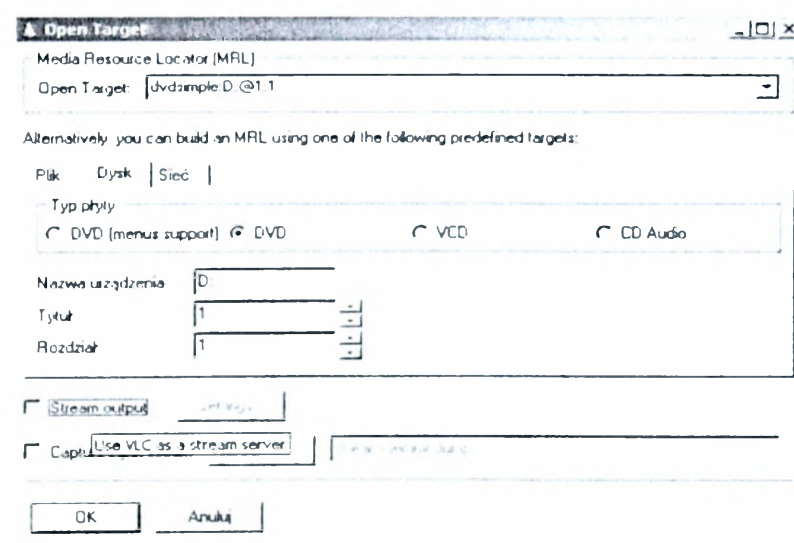 Open Target
Media Resource Locator (MRL)
Open Target: dvdsimple:D:@1:1
Alternatively, you can build an MRL using one of the following predefined targets:
Plik Dysk Sieć
Typ płyty
DVD (menus support) DVD VCD CD Audio
Nazwa urządzenia D:
Tytuł 1
Rozdział 1
Stream output Settings...
Use VLC as a stream server
OK Anuluj